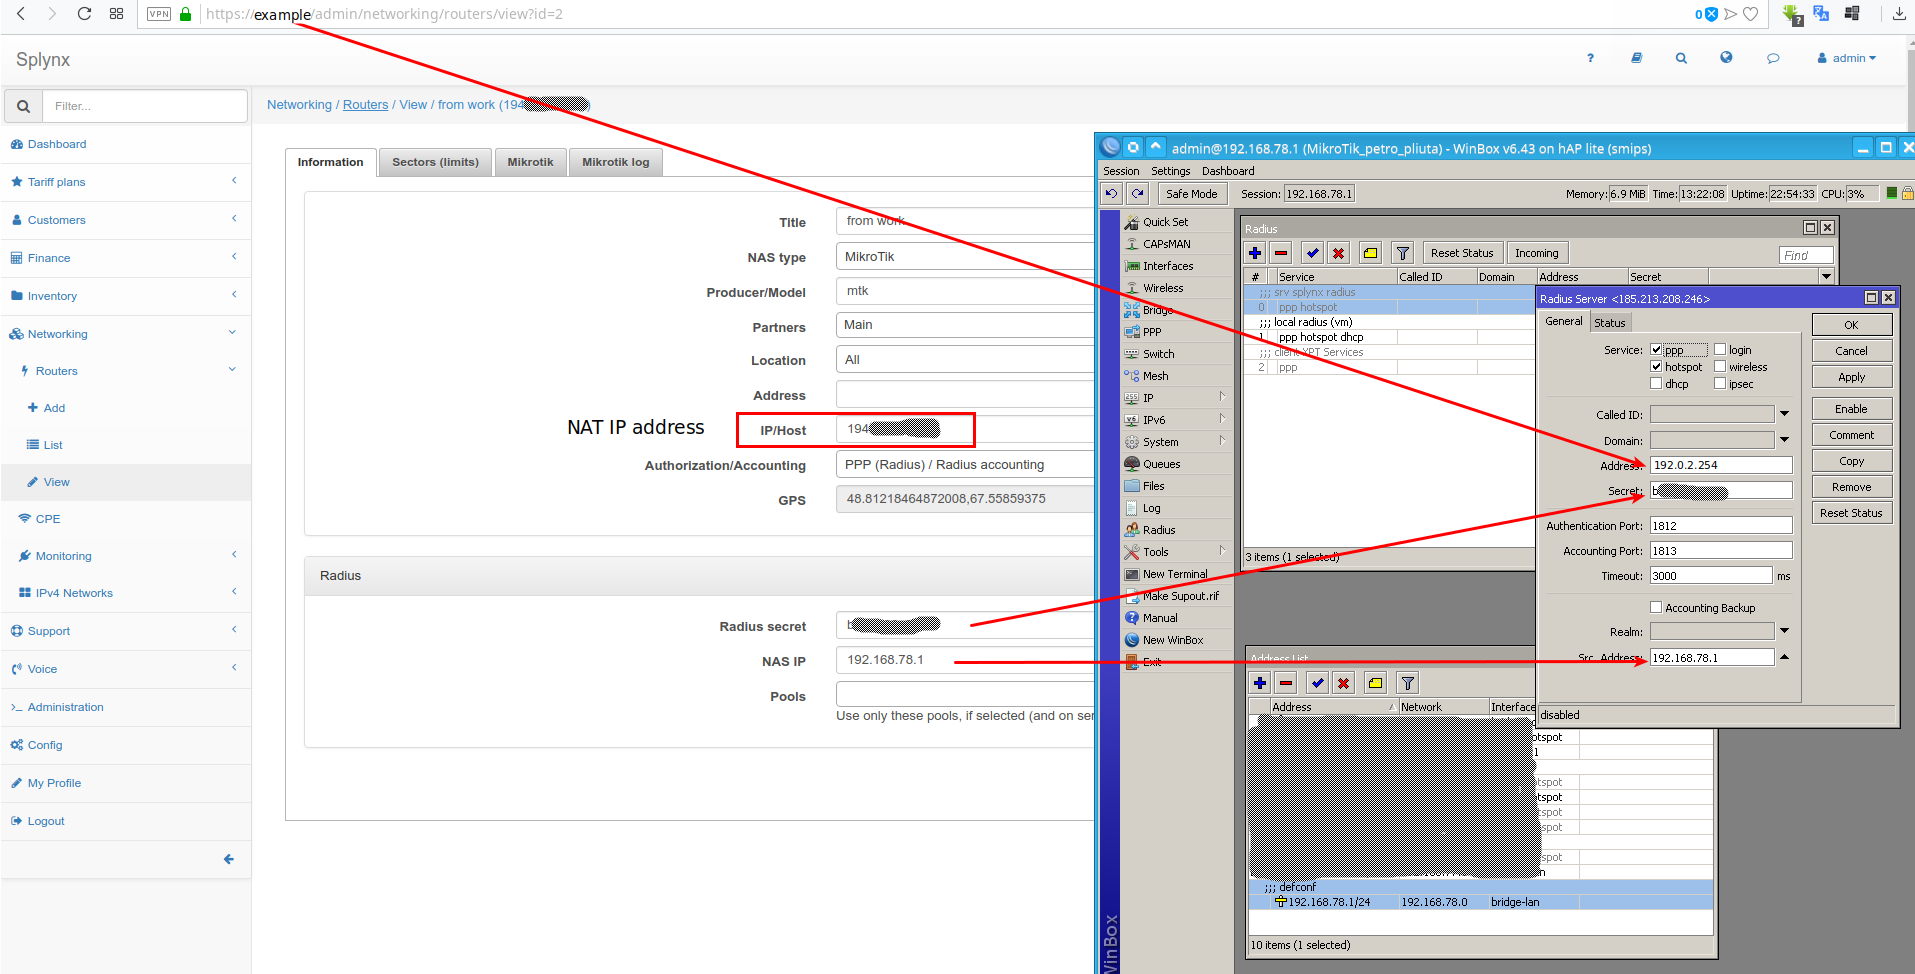 VPN https://example/admin/networking/routers/view?id=2 0 ?
Splynx ? admin
Filter...
Networking / Routers / View / from work (194
Dashboard
Tariff plans
Customers
Finance
Inventory
Networking
Routers
Add
List
View
CPE
Monitoring
IPv4 Networks
Support
Voice
Administration
Config
My Profile
Logout
Information Sectors (limits) Mikrotik Mikrotik log
Title from work
NAS type MikroTik
Producer/Model mtk
Partners Main
Location All
Address
NAT IP address IP/Host 194
Authorization/Accounting PPP (Radius) / Radius accounting
GPS 48.81218464872008,67.55859375
Radius
Radius secret b
NAS IP 192.168.78.1
Pools
Use only these pools, if selected (and on ser
admin@192.168.78.1 (MikroTik_petro_pliuta) - WinBox v6.43 on hAP lite (smips)
Session Settings Dashboard
Safe Mode Session: 192.168.78.1 Memory: 6.9 MiB Time: 13:22:08 Uptime: 22:54:33 CPU: 3%
Quick Set
CAPsMAN
Interfaces
Wireless
Bridge
PPP
Switch
Mesh
IP
IPv6
System
Queues
Files
Log
Radius
Tools
New Terminal
Make Supout.rif
Manual
New WinBox
Exit
WinBox
Radius
Reset Status Incoming Find
# Service Called ID Domain Address Secret
;;; srv splynx radius
0 ppp hotspot
;;; local radius (vm)
1 ppp hotspot dhcp
;;; client XPT Services
2 ppp
3 items (1 selected)
Radius Server <185.213.208.246>
General Status
Service: ppp login
hotspot wireless
dhcp ipsec
Called ID:
Domain:
Address: 192.0.2.254
Secret: b
Authentication Port: 1812
Accounting Port: 1813
Timeout: 3000 ms
Accounting Backup
Realm:
Src. Address: 192.168.78.1
disabled
OK
Cancel
Apply
Enable
Comment
Copy
Remove
Reset Status
Address List
Address Network Interface
otspot
1
otspot
otspot
otspot
otspot
otspot
;;; defconf
192.168.78.1/24 192.168.78.0 bridge-lan
10 items (1 selected)